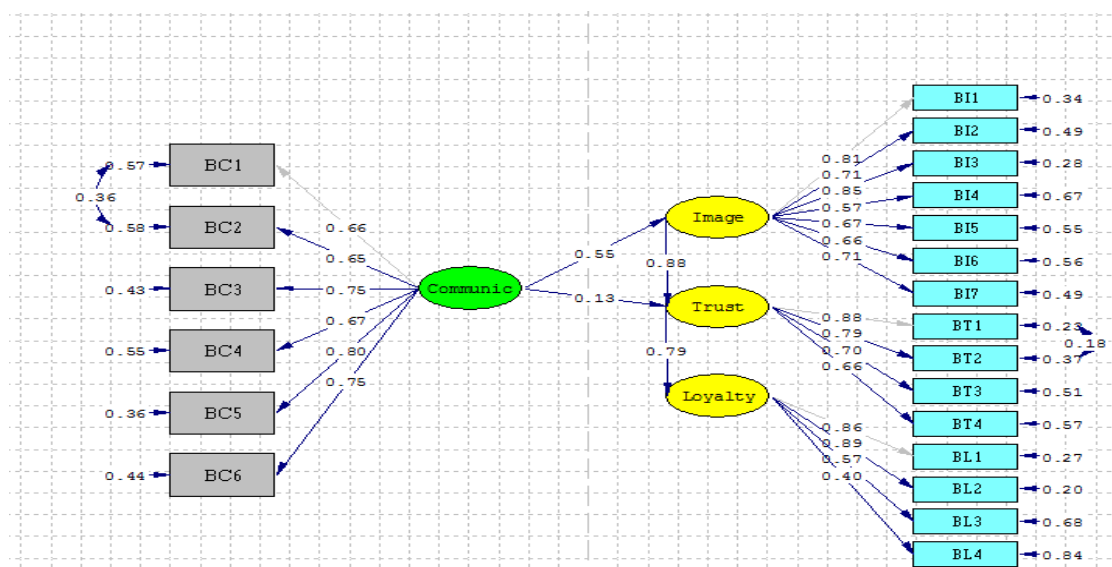 0.57
BC1
0.36
0.58
BC2
0.43
BC3
0.55
BC4
0.36
BC5
0.44
BC6
0.66
0.65
0.75
0.67
0.80
0.75
Communic
0.55
0.13
Image
0.88
Trust
0.79
Loyalty
0.81
0.71
0.85
0.57
0.67
0.66
0.71
0.88
0.79
0.70
0.66
0.86
0.89
0.57
0.40
BI1 0.34
BI2 0.49
BI3 0.28
BI4 0.67
BI5 0.55
BI6 0.56
BI7 0.49
BT1 0.23
0.18
BT2 0.37
BT3 0.51
BT4 0.57
BL1 0.27
BL2 0.20
BL3 0.68
BL4 0.84